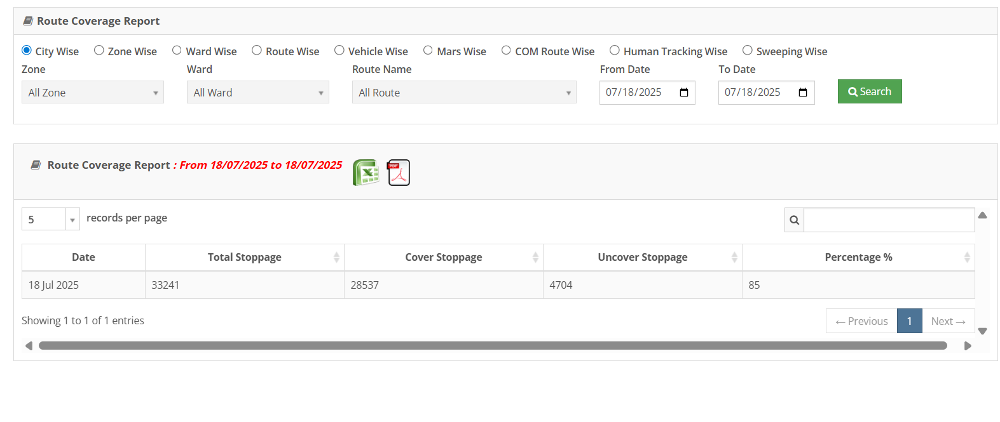 Route Coverage Report
City Wise Zone Wise Ward Wise Route Wise Vehicle Wise Mars Wise COM Route Wise Human Tracking Wise Sweeping Wise
Zone Ward Route Name From Date To Date
All Zone All Ward All Route 07/18/2025 07/18/2025 Search
Route Coverage Report : From 18/07/2025 to 18/07/2025
PDF
5 records per page
Date Total Stoppage Cover Stoppage Uncover Stoppage Percentage %
18 Jul 2025 33241 28537 4704 85
Showing 1 to 1 of 1 entries
← Previous 1 Next →